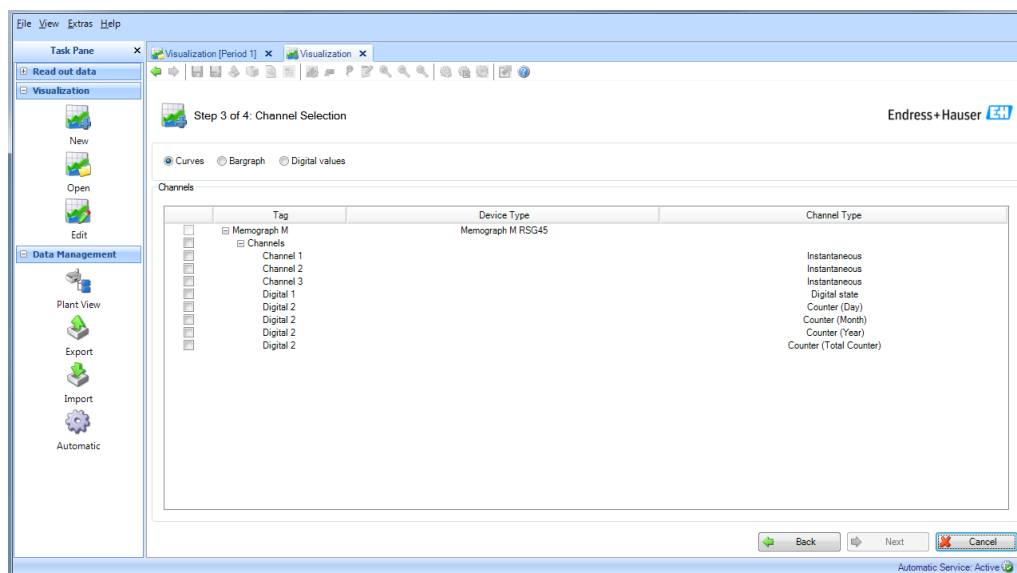 File View Extras Help
Task Pane
Visualization [Period 1]
Visualization
Read out data
Visualization
New
Open
Edit
Data Management
Plant View
Export
Import
Automatic
Step 3 of 4: Channel Selection
Endress+Hauser EH
Curves Bargraph Digital values
Channels
Tag Device Type Channel Type
Memograph M Memograph M RSG45
Channels
Channel 1 Instantaneous
Channel 2 Instantaneous
Channel 3 Instantaneous
Digital 1 Digital state
Digital 2 Counter (Day)
Digital 2 Counter (Month)
Digital 2 Counter (Year)
Digital 2 Counter (Total Counter)
Back Next Cancel
Automatic Service: Active